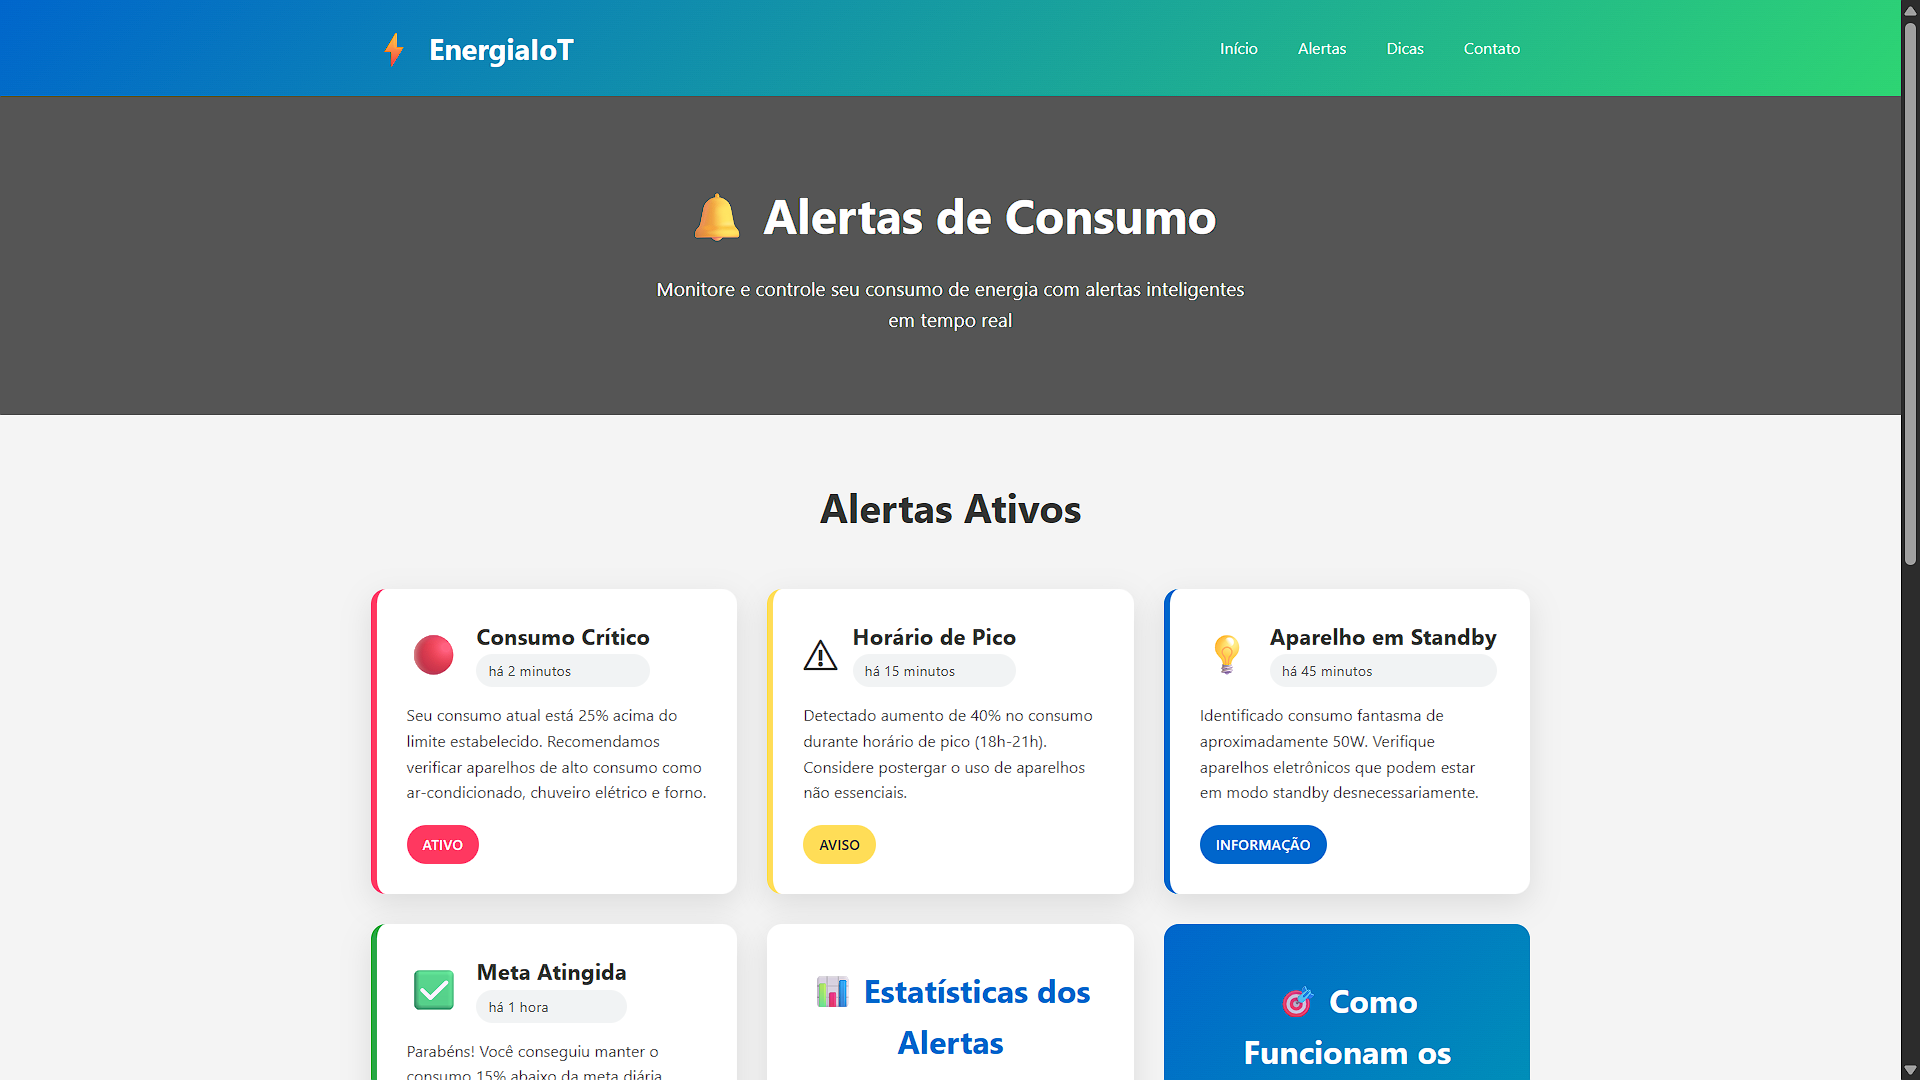 EnergiaIoT
Início
Alertas
Dicas
Contato
Alertas de Consumo
Monitore e controle seu consumo de energia com alertas inteligentes
em tempo real
Alertas Ativos
Consumo Crítico
há 2 minutos
Seu consumo atual está 25% acima do
limite estabelecido. Recomendamos
verificar aparelhos de alto consumo como
ar-condicionado, chuveiro elétrico e forno.
ATIVO
Horário de Pico
há 15 minutos
Detectado aumento de 40% no consumo
durante horário de pico (18h-21h).
Considere postergar o uso de aparelhos
não essenciais.
AVISO
Aparelho em Standby
há 45 minutos
Identificado consumo fantasma de
aproximadamente 50W. Verifique
aparelhos eletrônicos que podem estar
em modo standby desnecessariamente.
INFORMAÇÃO
Meta Atingida
há 1 hora
Parabéns! Você conseguiu manter o
consumo 15% abaixo da meta diária
Estatísticas dos
Alertas
Como
Funcionam os